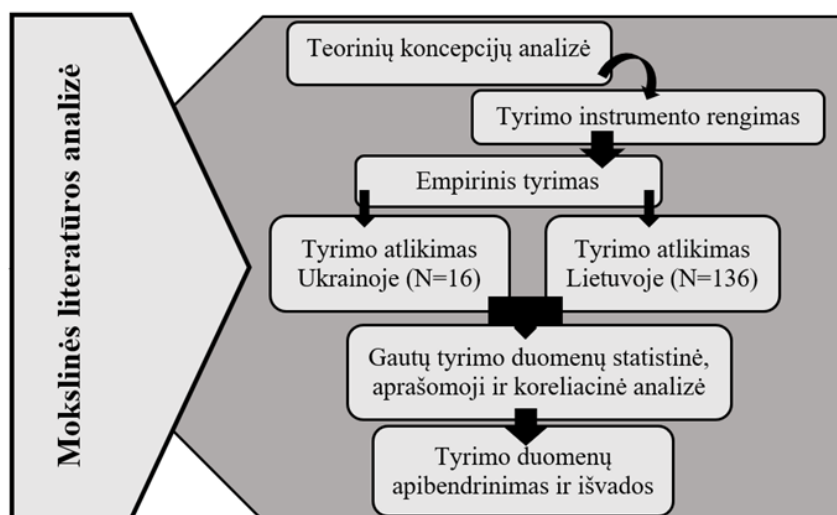 Mokslinės literatūros analizė
Teorinių koncepcijų analizė
Tyrimo instrumento rengimas
Empirinis tyrimas
Tyrimo atlikimas
Ukrainoje (N=16)
Tyrimo atlikimas
Lietuvoje (N=136)
Gautų tyrimo duomenų statistinė,
aprašomoji ir koreliacinė analizė
Tyrimo duomenų
apibendrinimas ir išvados